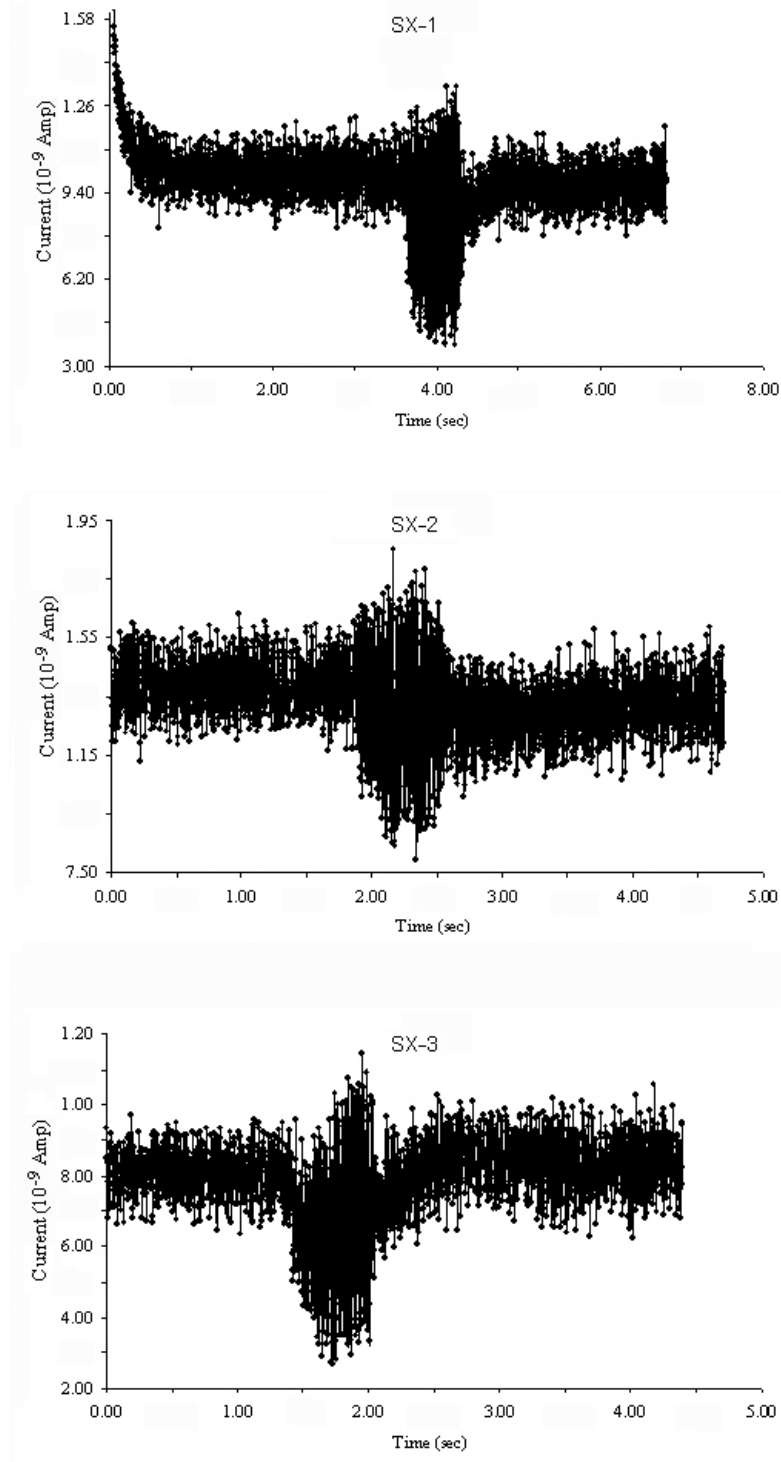 SX-1
Current (10-9 Amp)
1.58
1.26
9.40
6.20
3.00
0.00 2.00 4.00 6.00 8.00
Time (sec)
SX-2
Current (10-9 Amp)
1.95
1.55
1.15
7.50
0.00 1.00 2.00 3.00 4.00 5.00
Time (sec)
SX-3
Current (10-9 Amp)
1.20
1.00
8.00
6.00
4.00
2.00
0.00 1.00 2.00 3.00 4.00 5.00
Time (sec)